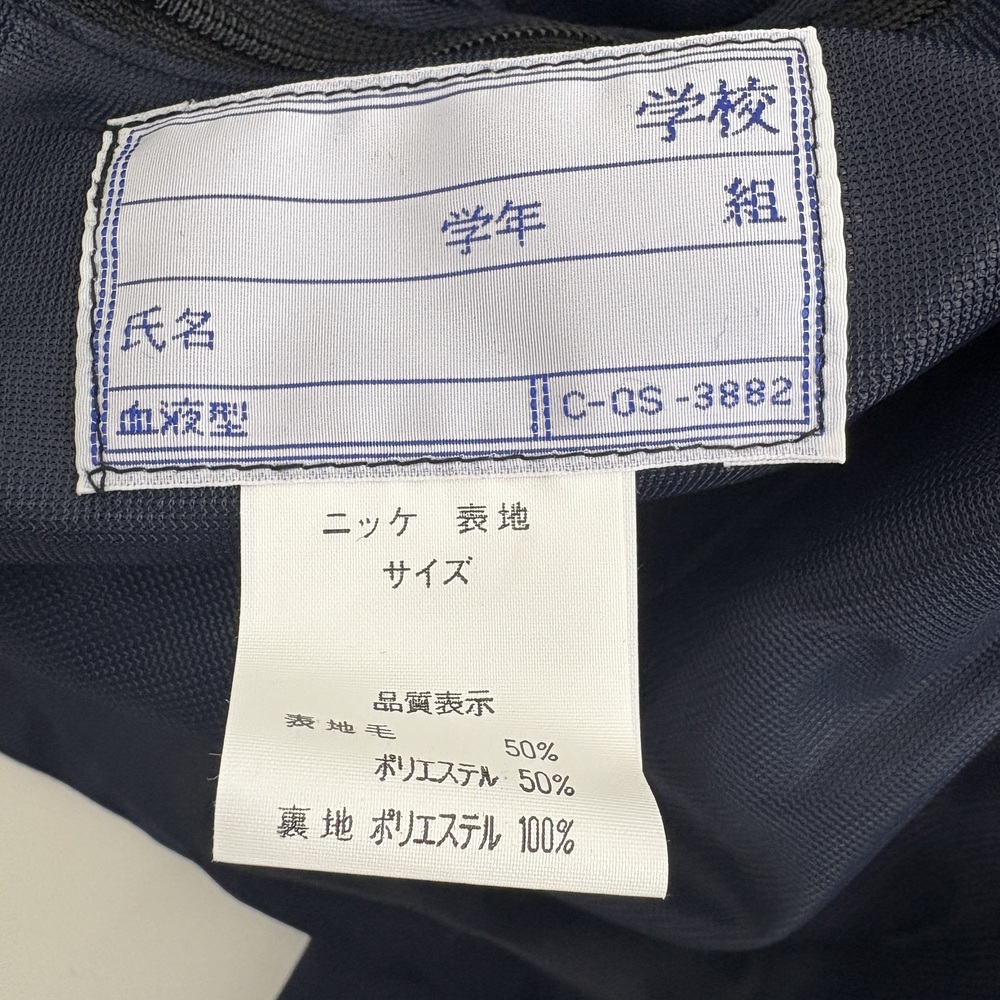 学校
学年 組
氏名
血液型 C-OS-3882
ニッケ 表地
サイズ
品質表示
表地毛 50%
ポリエステル 50%
裏地 ポリエステル 100%